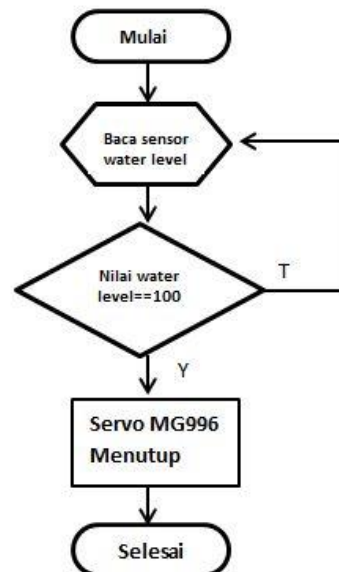 Mulai
Baca sensor
water level
Nilai water
level==100
T
Y
Servo MG996
Menutup
Selesai